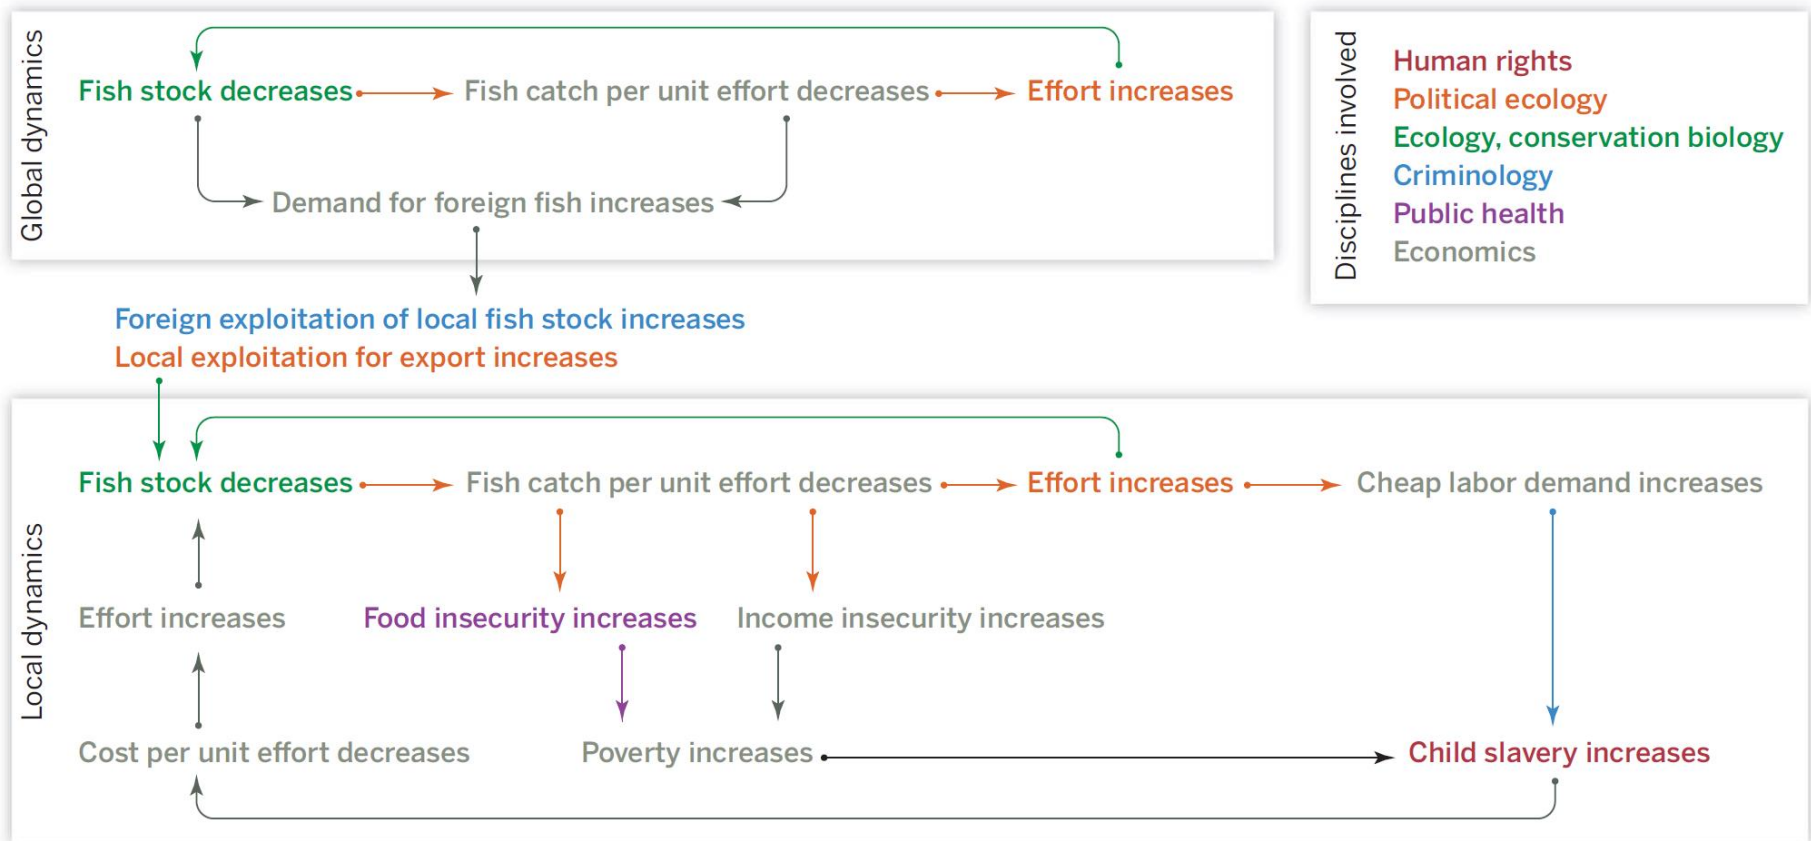 Global dynamics
Fish stock decreases
Fish catch per unit effort decreases
Effort increases
Demand for foreign fish increases
Disciplines involved
Human rights
Political ecology
Ecology, conservation biology
Criminology
Public health
Economics
Foreign exploitation of local fish stock increases
Local exploitation for export increases
Local dynamics
Fish stock decreases
Fish catch per unit effort decreases
Effort increases
Cheap labor demand increases
Effort increases
Food insecurity increases
Income insecurity increases
Cost per unit effort decreases
Poverty increases
Child slavery increases